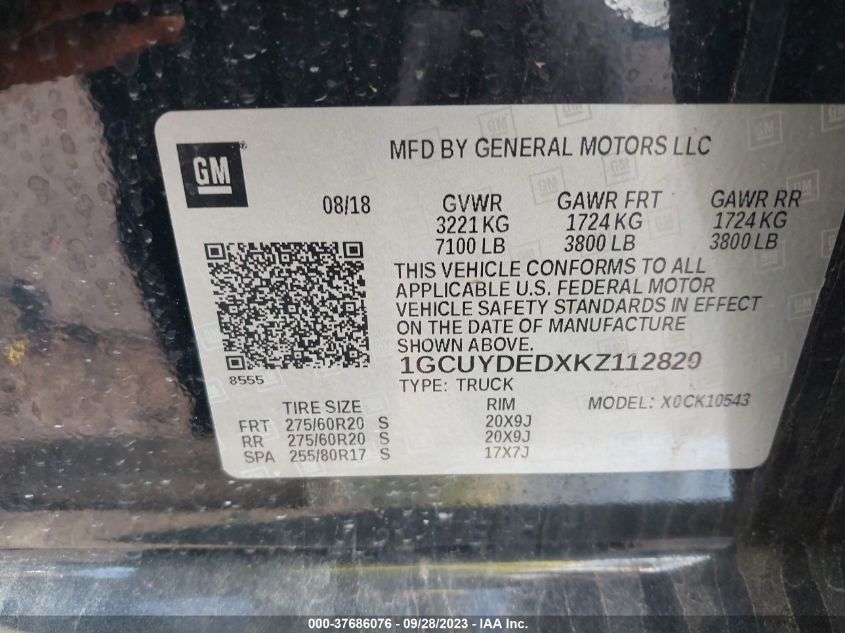 GM
MFD BY GENERAL MOTORS LLC
08/18
GVWR GAWR FRT GAWR RR
3221 KG 1724 KG 1724 KG
7100 LB 3800 LB 3800 LB
THIS VEHICLE CONFORMS TO ALL
APPLICABLE U.S. FEDERAL MOTOR
VEHICLE SAFETY STANDARDS IN EFFECT
ON THE DATE OF MANUFACTURE
SHOWN ABOVE.
1GCUYDEDXKZ112829
TYPE: TRUCK
8555
TIRE SIZE RIM MODEL: X0CK10543
FRT 275/60R20 S 20X9J
RR 275/60R20 S 20X9J
SPA 255/80R17 S 17X7J
000-37686076 - 09/28/2023 - IAAI.com.